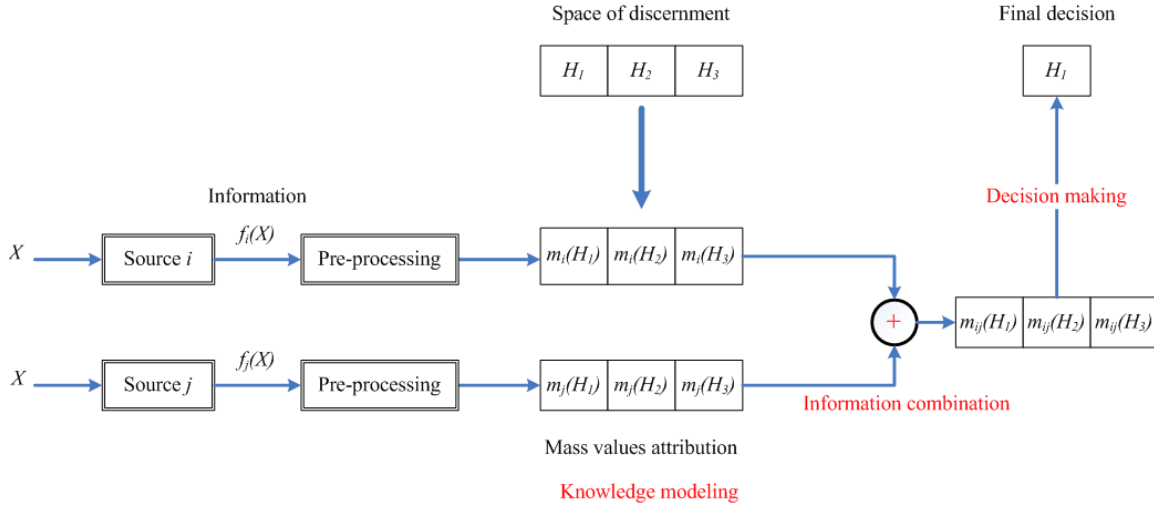 Space of discernment
Final decision
H1 H2 H3
H1
Information
Decision making
X
Source i
fi(X)
Pre-processing
mi(H1) mi(H2) mi(H3)
+
mij(H1) mij(H2) mij(H3)
X
Source j
fj(X)
Pre-processing
mj(H1) mj(H2) mj(H3)
Information combination
Mass values attribution
Knowledge modeling